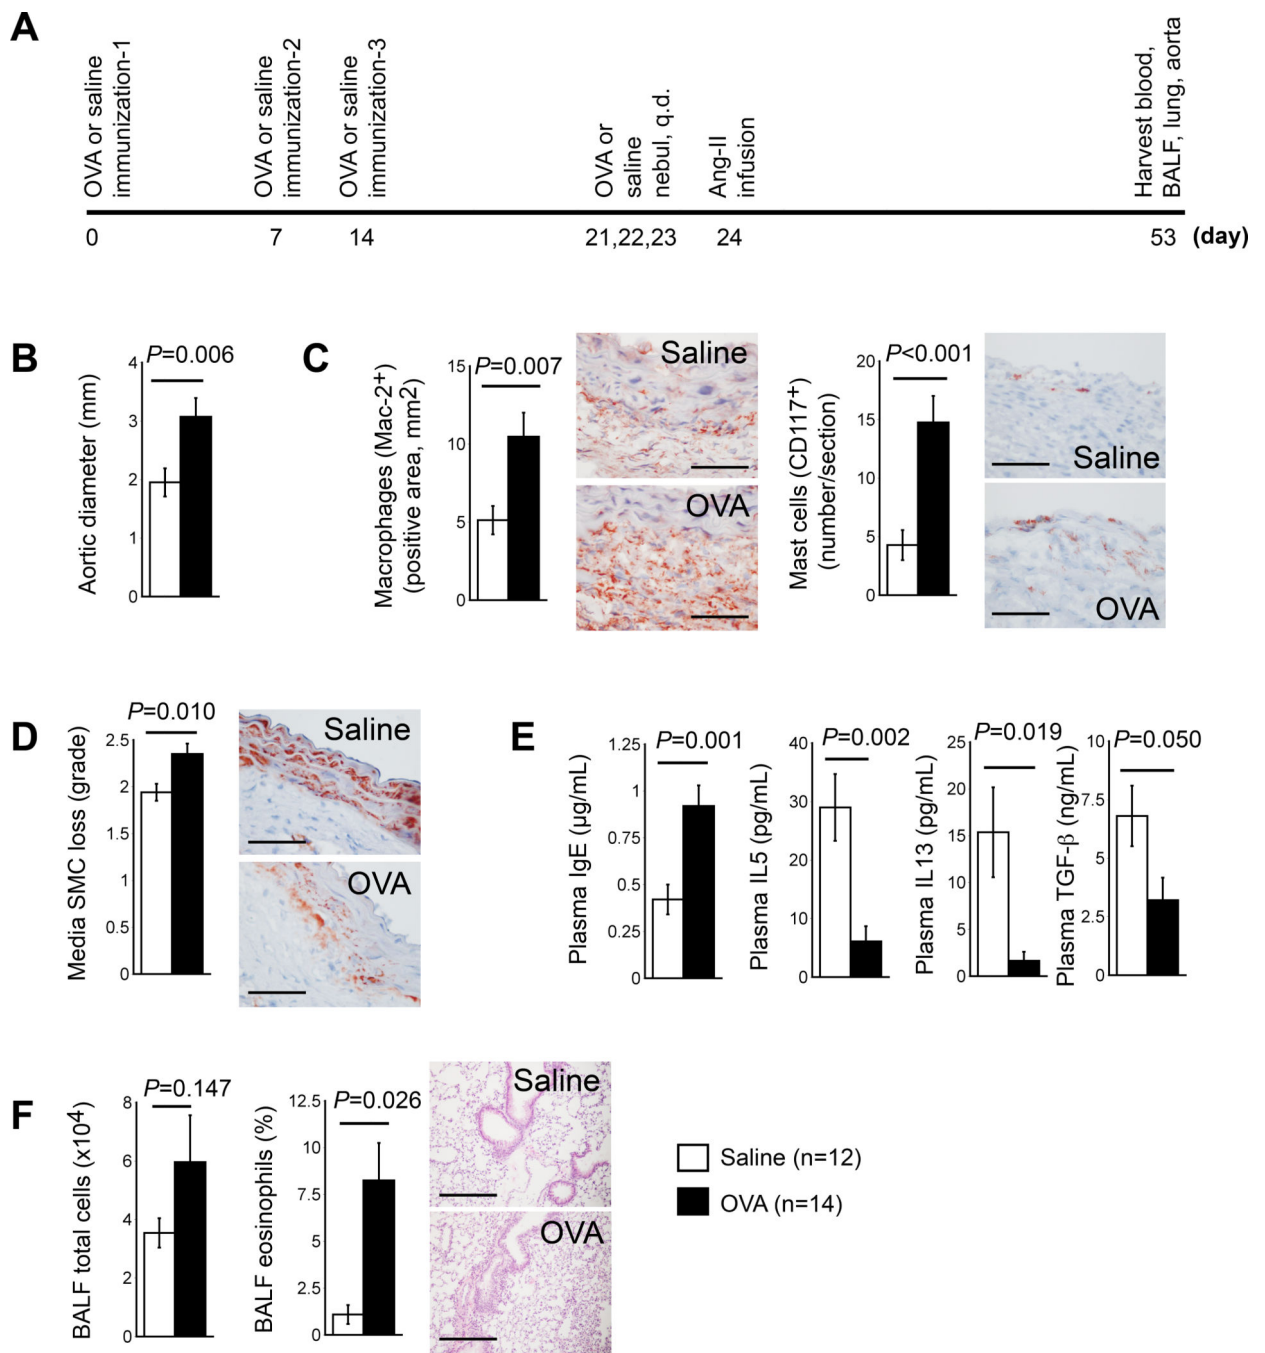 A
OVA or saline
immunization-1
OVA or saline
immunization-2
OVA or saline
immunization-3
OVA or
saline
nebul, q.d.
Ang-II
infusion
Harvest blood,
BALF, lung, aorta
0
7
14
21,22,23
24
53
(day)
B
P=0.006
Aortic diameter (mm)
4
3
2
1
0
C
P=0.007
Macrophages (Mac-2+)
(positive area, mm2)
15
10
5
0
Saline
OVA
P<0.001
Mast cells (CD117+)
(number/section)
20
15
10
5
0
Saline
OVA
D
P=0.010
Media SMC loss (grade)
2.5
2
1.5
1
0.5
0
Saline
OVA
E
P=0.001
Plasma IgE (µg/mL)
1.25
1
0.75
0.5
0.25
0
P=0.002
Plasma IL5 (pg/mL)
40
30
20
10
0
P=0.019
Plasma IL13 (pg/mL)
25
20
15
10
5
0
P=0.050
Plasma TGF-β (ng/mL)
10
7.5
5
2.5
0
F
P=0.147
BALF total cells (x10⁴)
8
6
4
2
0
P=0.026
BALF eosinophils (%)
12.5
10
7.5
5
2.5
0
Saline
OVA
Saline (n=12)
OVA (n=14)